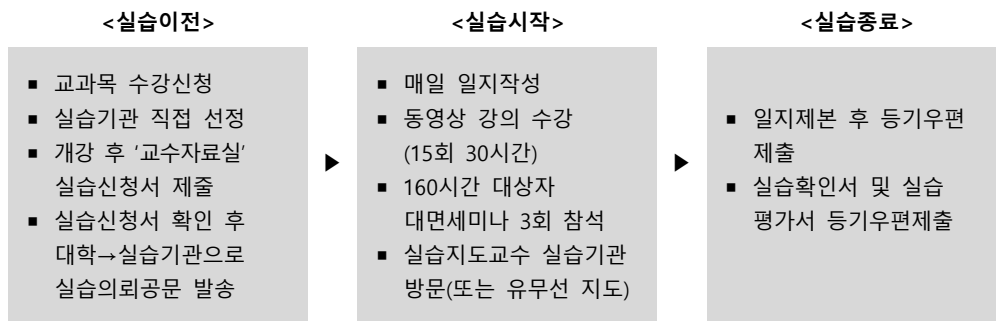 <실습이전>
■ 교과목 수강신청
■ 실습기관 직접 선정
■ 개강 후 ‘교수자료실’
실습신청서 제줄
■ 실습신청서 확인 후
대학→실습기관으로
실습의뢰공문 발송
▶
<실습시작>
■ 매일 일지작성
■ 동영상 강의 수강
(15회 30시간)
■ 160시간 대상자
대면세미나 3회 참석
■ 실습지도교수 실습기관
방문(또는 유무선 지도)
▶
<실습종료>
■ 일지제본 후 등기우편
제출
■ 실습확인서 및 실습
평가서 등기우편제출